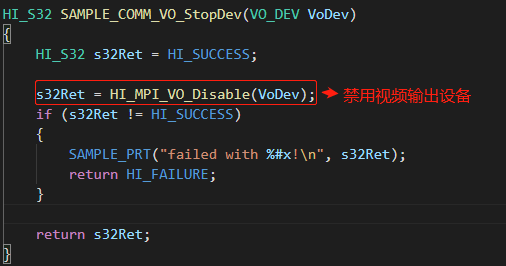 HI_S32 SAMPLE_COMM_VO_StopDev(VO_DEV VoDev)
{
    HI_S32 s32Ret = HI_SUCCESS;
    s32Ret = HI_MPI_VO_Disable(VoDev); 禁用视频输出设备
    if (s32Ret != HI_SUCCESS)
    {
        SAMPLE_PRT("failed with %#x!\n", s32Ret);
        return HI_FAILURE;
    }
    return s32Ret;
}